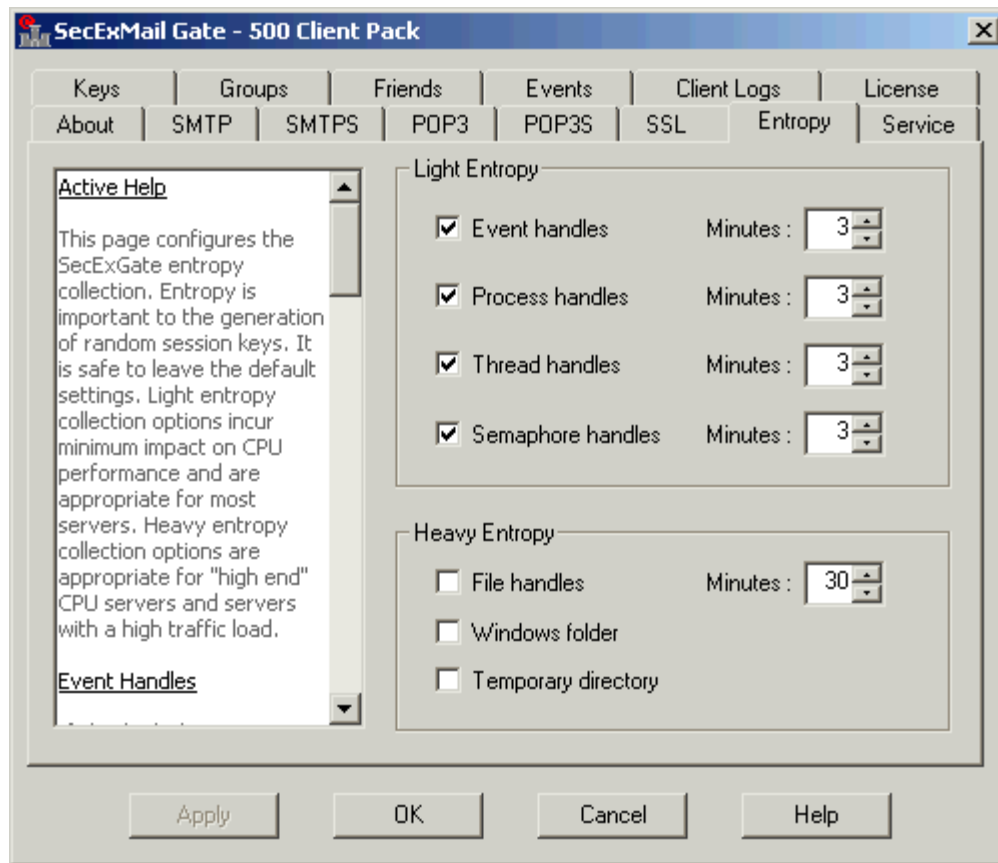 SecExMail Gate - 500 Client Pack
Keys Groups Friends Events Client Logs License
About SMTP SMTPS POP3 POP3S SSL Entropy Service
Active Help
This page configures the
SecExGate entropy
collection. Entropy is
important to the generation
of random session keys. It
is safe to leave the default
settings. Light entropy
collection options incur
minimum impact on CPU
performance and are
appropriate for most
servers. Heavy entropy
collection options are
appropriate for "high end"
CPU servers and servers
with a high traffic load.
Event Handles
Light Entropy
Event handles Minutes : 3
Process handles Minutes : 3
Thread handles Minutes : 3
Semaphore handles Minutes : 3
Heavy Entropy
File handles Minutes : 30
Windows folder
Temporary directory
Apply OK Cancel Help